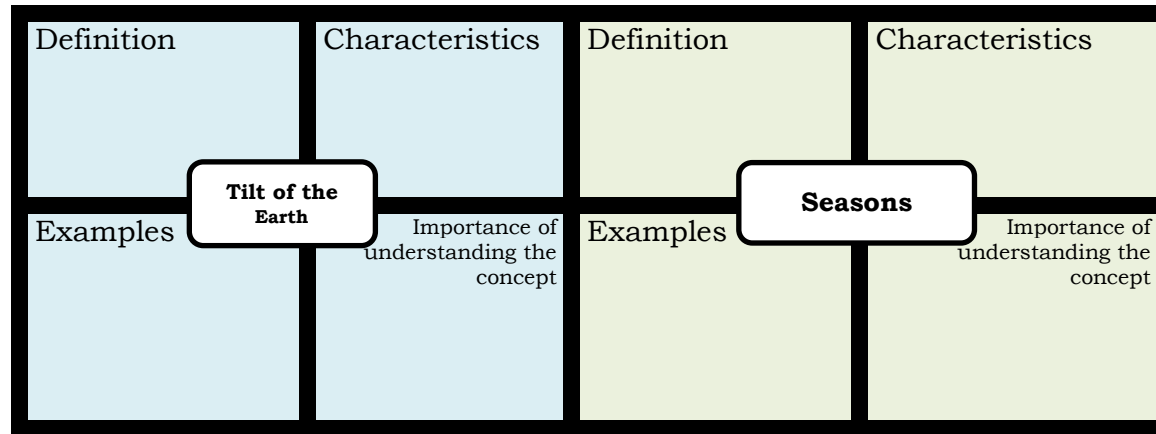 Definition
Characteristics
Tilt of the
Earth
Examples
Importance of
understanding the
concept
Definition
Characteristics
Seasons
Examples
Importance of
understanding the
concept